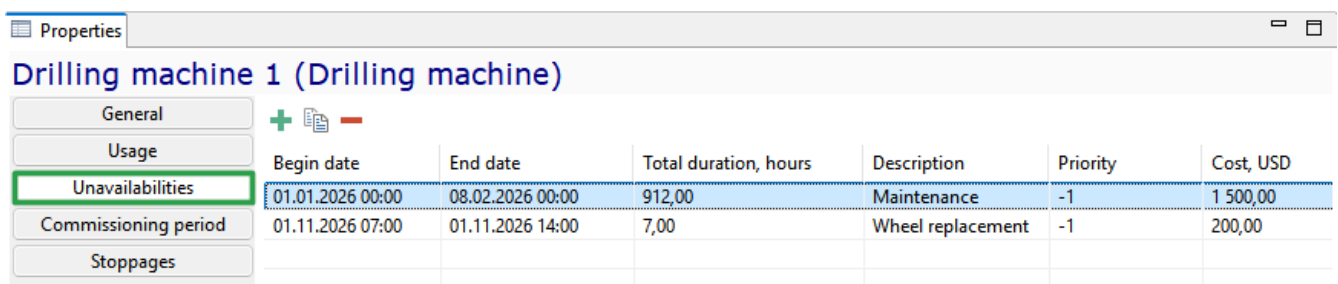 Properties
Drilling machine 1 (Drilling machine)
General
Usage
Unavailabilities
Commissioning period
Stoppages
Begin date End date Total duration, hours Description Priority Cost, USD
01.01.2026 00:00 08.02.2026 00:00 912,00 Maintenance -1 1 500,00
01.11.2026 07:00 01.11.2026 14:00 7,00 Wheel replacement -1 200,00